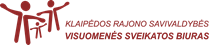 KLAIPĖDOS RAJONO SAVIVALDYBĖS
VISUOMENĖS SVEIKATOS BIURAS